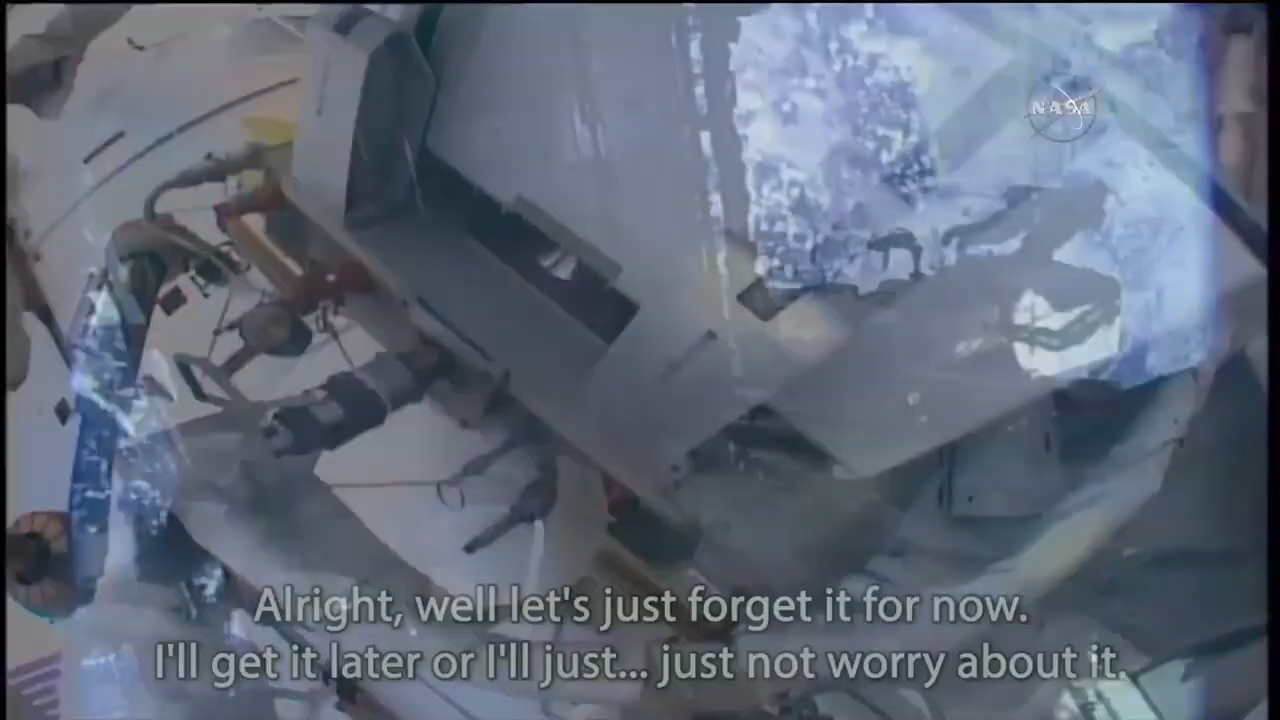 NASA
Alright, well let's just forget it for now.
I'll get it later or I'll just... just not worry about it.